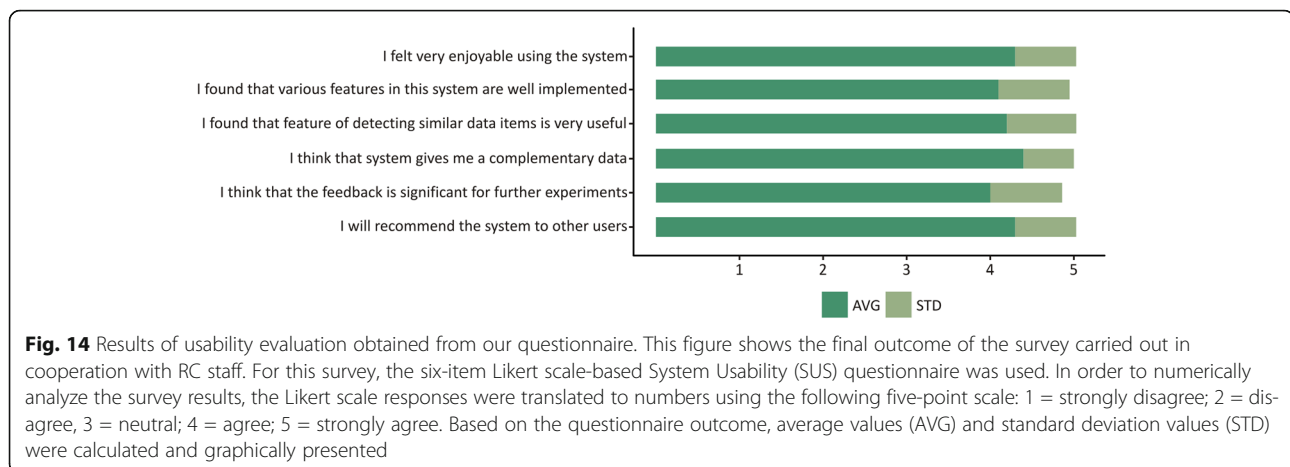 I felt very enjoyable using the system
I found that various features in this system are well implemented
I found that feature of detecting similar data items is very useful
I think that system gives me a complementary data
I think that the feedback is significant for further experiments
I will recommend the system to other users
1 2 3 4 5
AVG STD
Fig. 14 Results of usability evaluation obtained from our questionnaire. This figure shows the final outcome of the survey carried out in
cooperation with RC staff. For this survey, the six-item Likert scale-based System Usability (SUS) questionnaire was used. In order to numerically
analyze the survey results, the Likert scale responses were translated to numbers using the following five-point scale: 1 = strongly disagree; 2 = dis-
agree, 3 = neutral; 4 = agree; 5 = strongly agree. Based on the questionnaire outcome, average values (AVG) and standard deviation values (STD)
were calculated and graphically presented